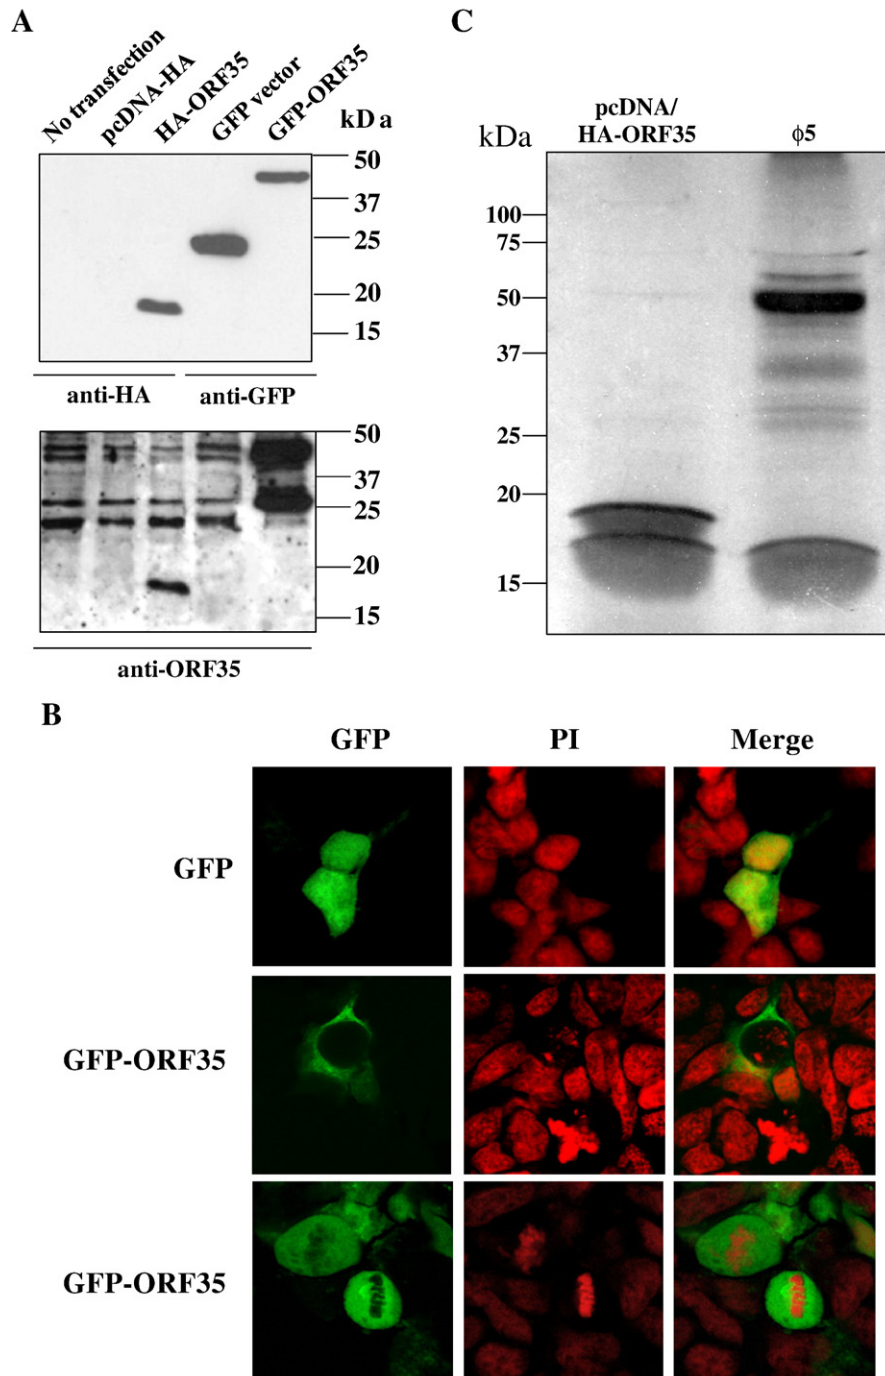 A
No transfection
pcDNA-HA
HA-ORF35
GFP vector
GFP-ORF35
kDa
50
37
25
20
15
anti-HA
anti-GFP
50
37
25
20
15
anti-ORF35
C
kDa
pcDNA/
HA-ORF35
ϕ5
100
75
50
37
25
20
15
B
GFP
PI
Merge
GFP
GFP-ORF35
GFP-ORF35